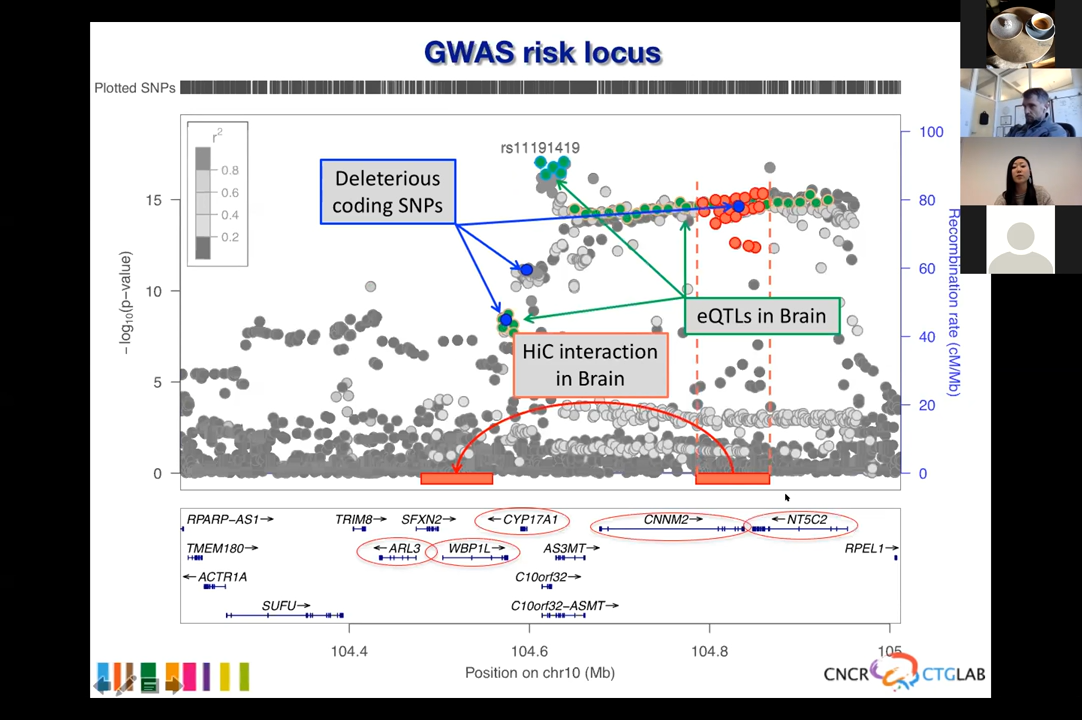 GWAS risk locus
Plotted SNPs
r²
0.8
0.6
0.4
0.2
rs11191419
Deleterious
coding SNPs
eQTLs in Brain
HiC interaction
in Brain
−log10(p−value)
15
10
5
0
100
80
60
40
20
0
Recombination rate (cM/Mb)
RPARP−AS1→
TRIM8→
SFXN2→
←CYP17A1
CNNM2→
←NT5C2
TMEM180→
←ARL3
WBP1L→
AS3MT→
RPEL1→
←ACTR1A
C10orf32→
SUFU→
C10orf32−ASMT→
104.4
104.6
104.8
105
Position on chr10 (Mb)
CNCR
CTGLAB